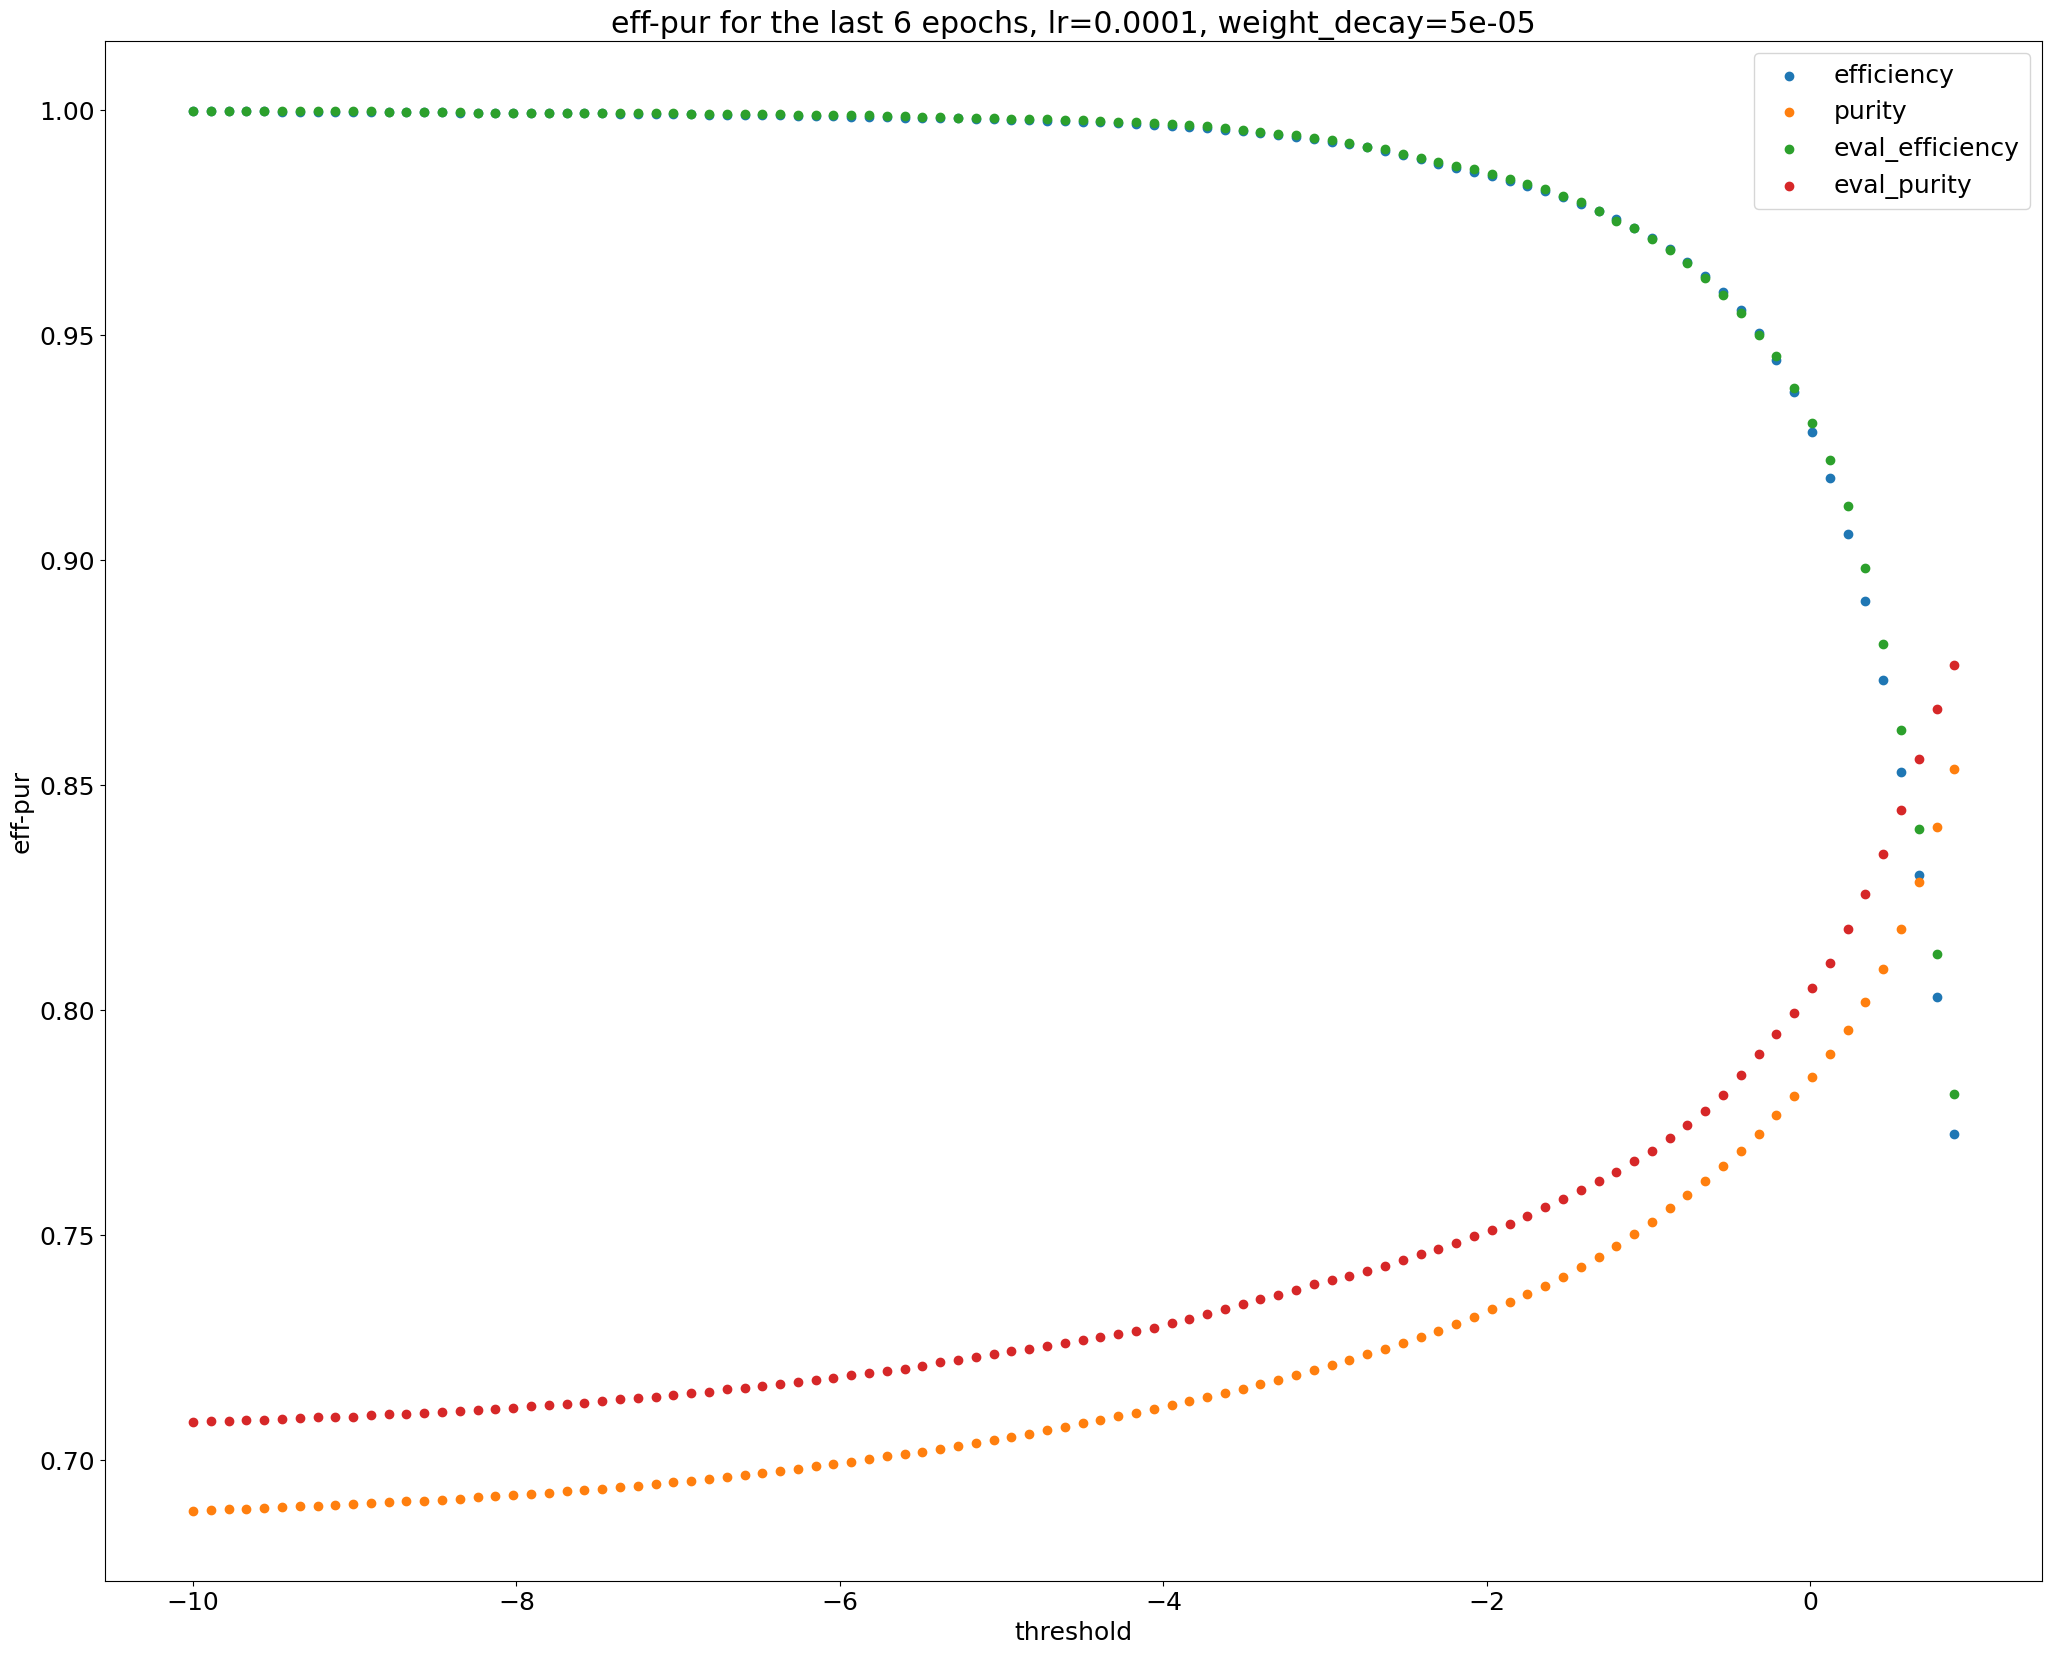 eff-pur for the last 6 epochs, lr=0.0001, weight_decay=5e-05
efficiency
purity
eval_efficiency
eval_purity
1.00
0.95
0.90
0.85
0.80
0.75
0.70
eff-pur
−10
−8
−6
−4
−2
0
threshold